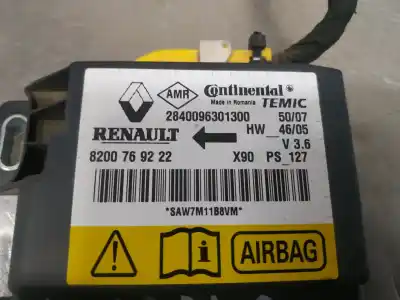 AMR Continental
Made in Romania TEMIC
2840096301300 50/07
RENAULT HW_46/05
V 3.6
8200 76 92 22 X90 PS_127
*SAW7M11B8VM*
AIRBAG